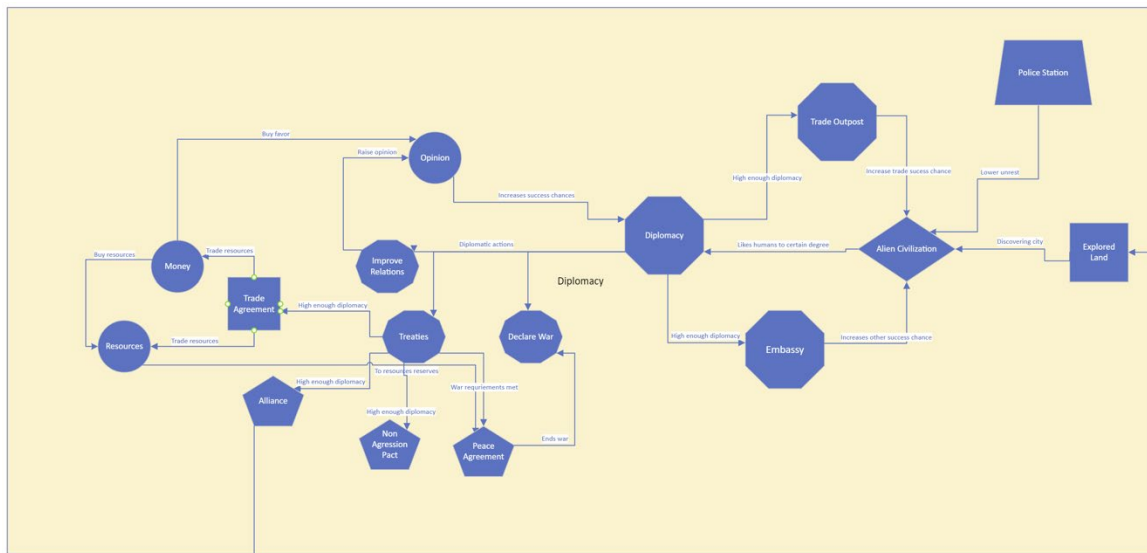 Police Station
Trade Outpost
Buy favor
Opinion
Raise opinion
High enough diplomacy
Increase trade sucess chance
Lower unrest
Increases success chances
Diplomacy
Likes humans to certain degree
Alien Civilization
Discovering city
Explored
Land
Diplomatic actions
Trade resources
Buy resources
Money
Improve
Relations
Diplomacy
Trade
Agreement
High enough diplomacy
Treaties
Declare War
High enough diplomacy
Embassy
Increases other success chance
Resources
Trade resources
To resources reserves
High enough diplomacy
War requriements met
Alliance
High enough diplomacy
Non
Agression
Pact
Peace
Agreement
Ends war